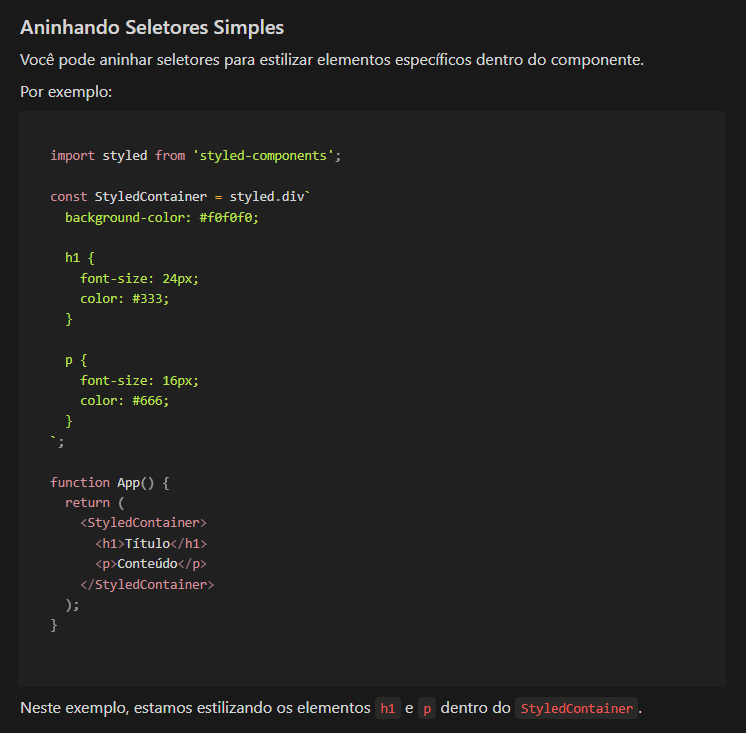 Aninhando Seletores Simples
Você pode aninhar seletores para estilizar elementos específicos dentro do componente.
Por exemplo:
import styled from 'styled-components';
const StyledContainer = styled.div`
  background-color: #f0f0f0;
  h1 {
    font-size: 24px;
    color: #333;
  }
  p {
    font-size: 16px;
    color: #666;
  }
`;
function App() {
  return (
    <StyledContainer>
      <h1>Título</h1>
      <p>Conteúdo</p>
    </StyledContainer>
  );
}
Neste exemplo, estamos estilizando os elementos h1 e p dentro do StyledContainer.